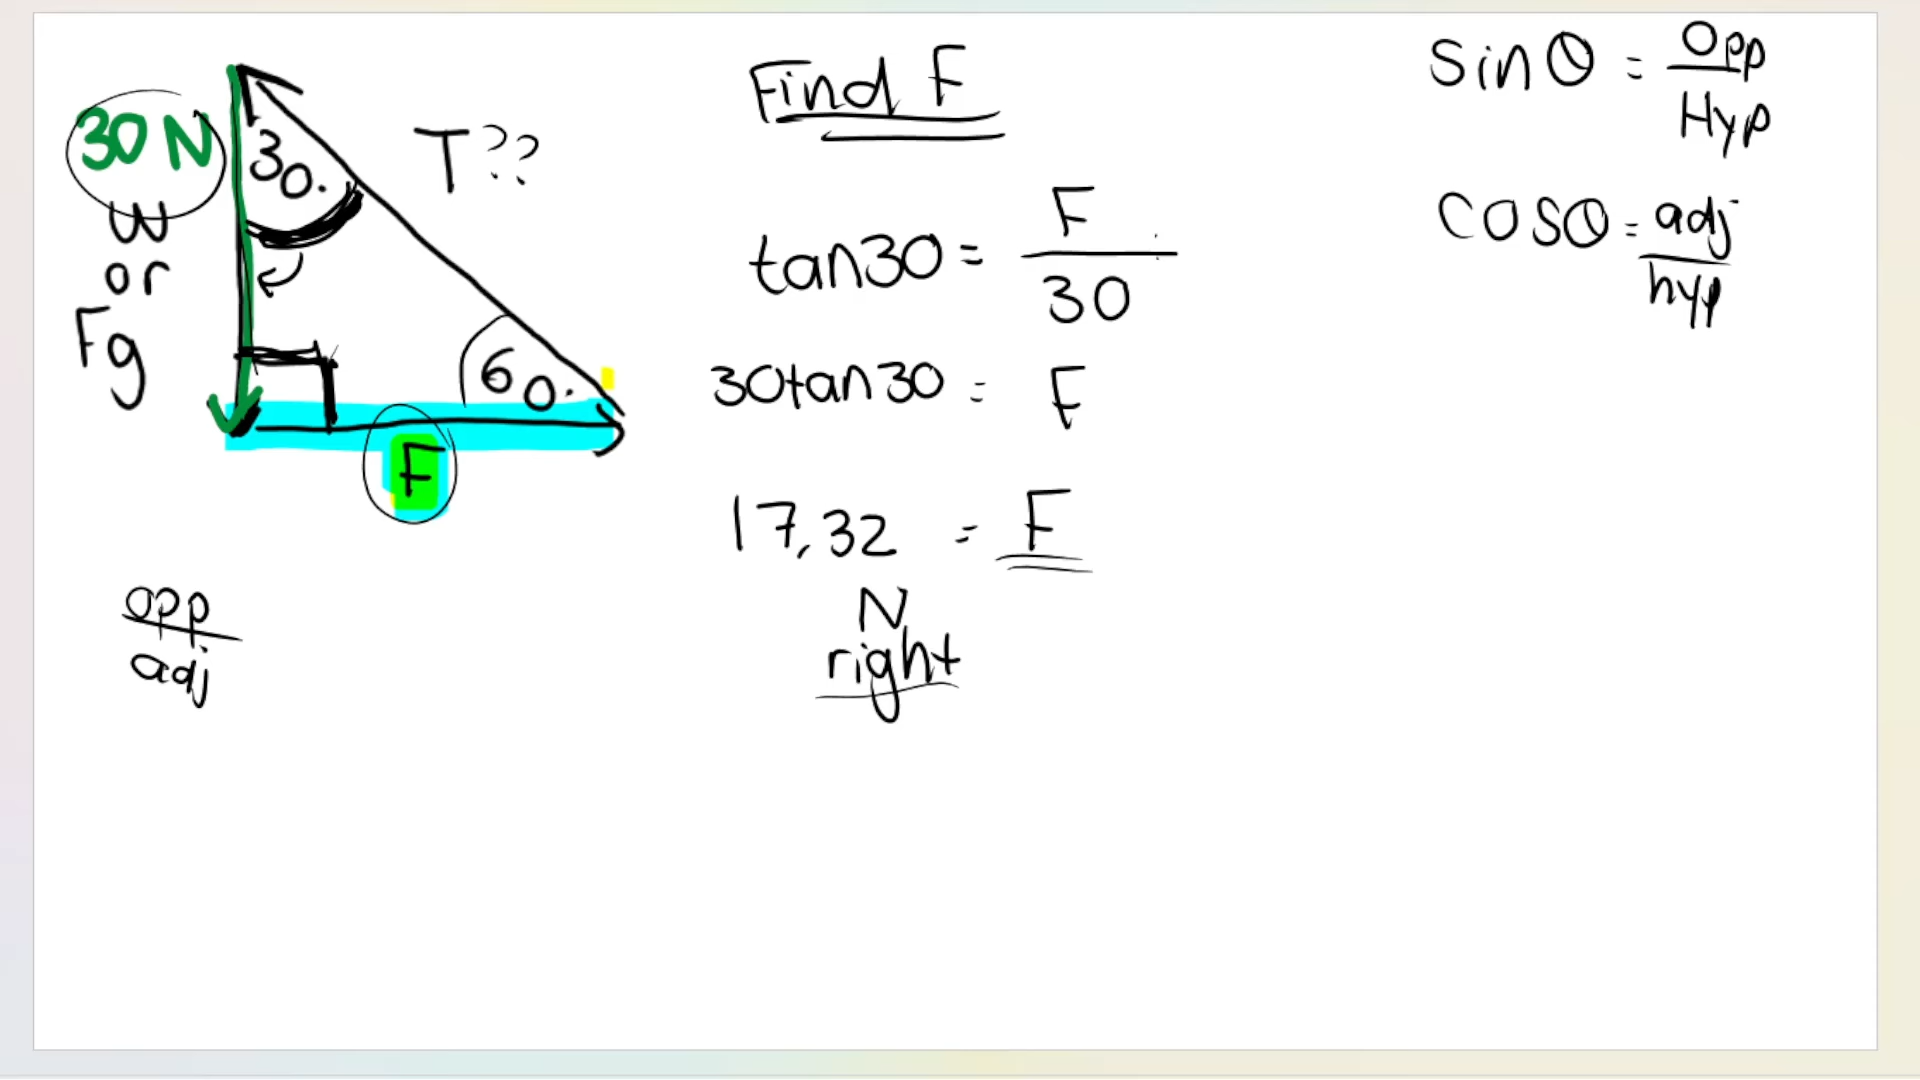 30 N
w
or
Fg
30.
T??
60.
F
opp
adj
Find F
tan30 = F
30
30tan30 = F
17,32 = F
N
right
Sin θ = Opp
Hyp
cosθ = adj
hyp